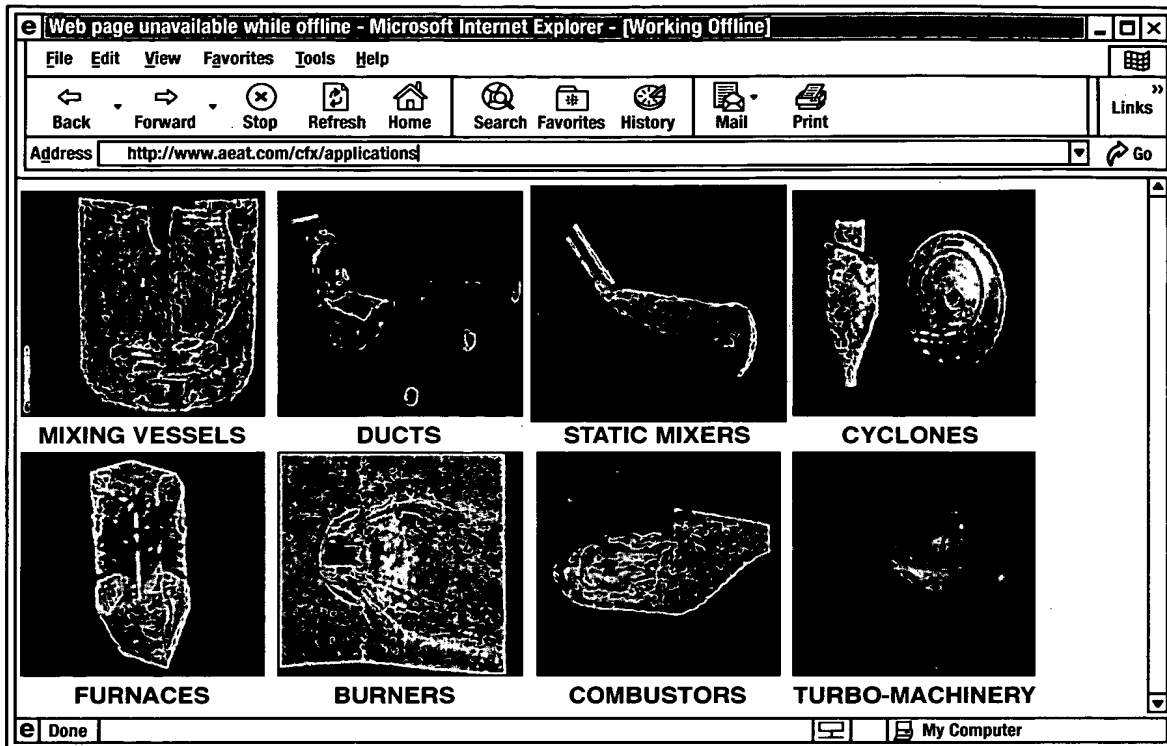 Web page unavailable while offline - Microsoft Internet Explorer - [Working Offline]
File Edit View Favorites Tools Help
Back Forward Stop Refresh Home Search Favorites History Mail Print Links »
Address http://www.aeat.com/cfx/applications Go
MIXING VESSELS DUCTS STATIC MIXERS CYCLONES
FURNACES BURNERS COMBUSTORS TURBO-MACHINERY
Done My Computer